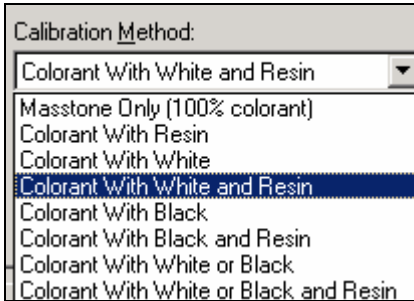 Calibration Method:
Colorant With White and Resin
Masstone Only (100% colorant)
Colorant With Resin
Colorant With White
Colorant With White and Resin
Colorant With Black
Colorant With Black and Resin
Colorant With White or Black
Colorant With White or Black and Resin